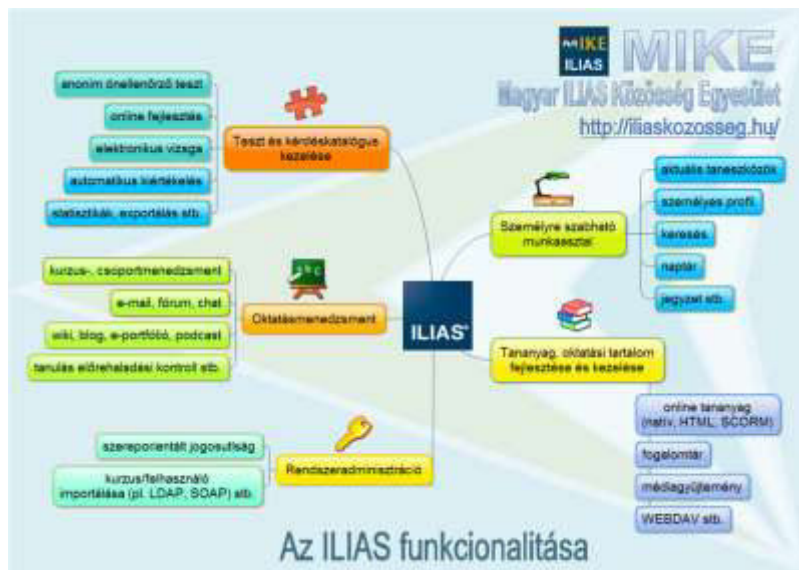 MIKE
ILIAS
MIKE
Magyar ILIAS Közösség Egyesület
http://iliaskozosseg.hu/
anonim önellenőrző teszt
online fejlesztés
elektronikus vizsga
automatikus kiértékelés
statisztikák, exportálás stb.
Teszt és kérdéskatalógus
kezelése
Személyre szabható
munkaasztal
aktuális taneszközök
személyes profil
keresés
naptár
jegyzet stb.
kurzus-, csoportmenedzsment
e-mail, fórum, chat
wiki, blog, e-portfólió, podcast
tanulás előrehaladási kontroll stb.
Oktatásmenedzsment
ILIAS
Tananyag, oktatási tartalom
fejlesztése és kezelése
online tananyag
(natív, HTML, SCORM)
fogalomtár
médiagyűjtemény
WEBDAV stb.
szereporientált jogosultság
kurzus/felhasználó
importálása (pl. LDAP, SOAP) stb.
Rendszeradminisztráció
Az ILIAS funkcionalitása